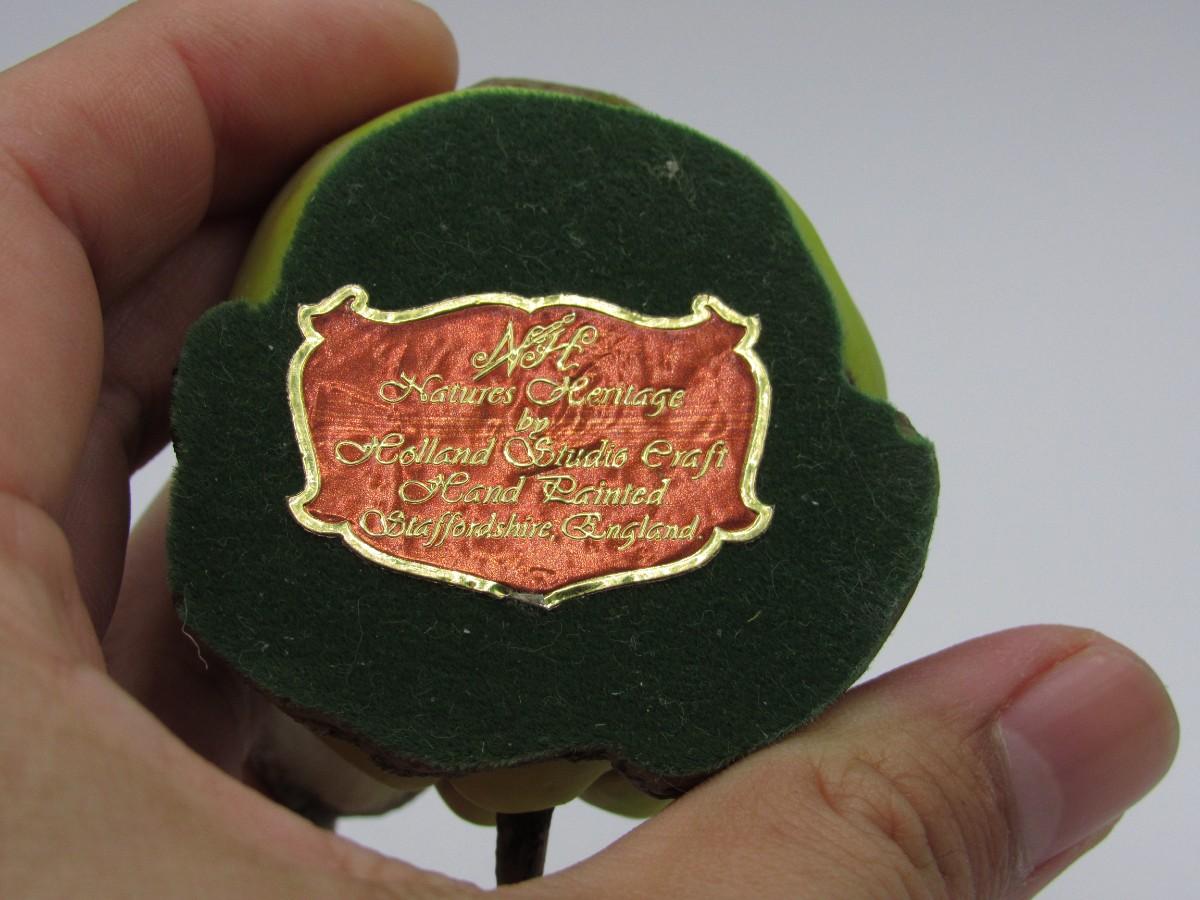 NH
Natures Heritage
by
Holland Studio Craft
Hand Painted
Staffordshire, England.